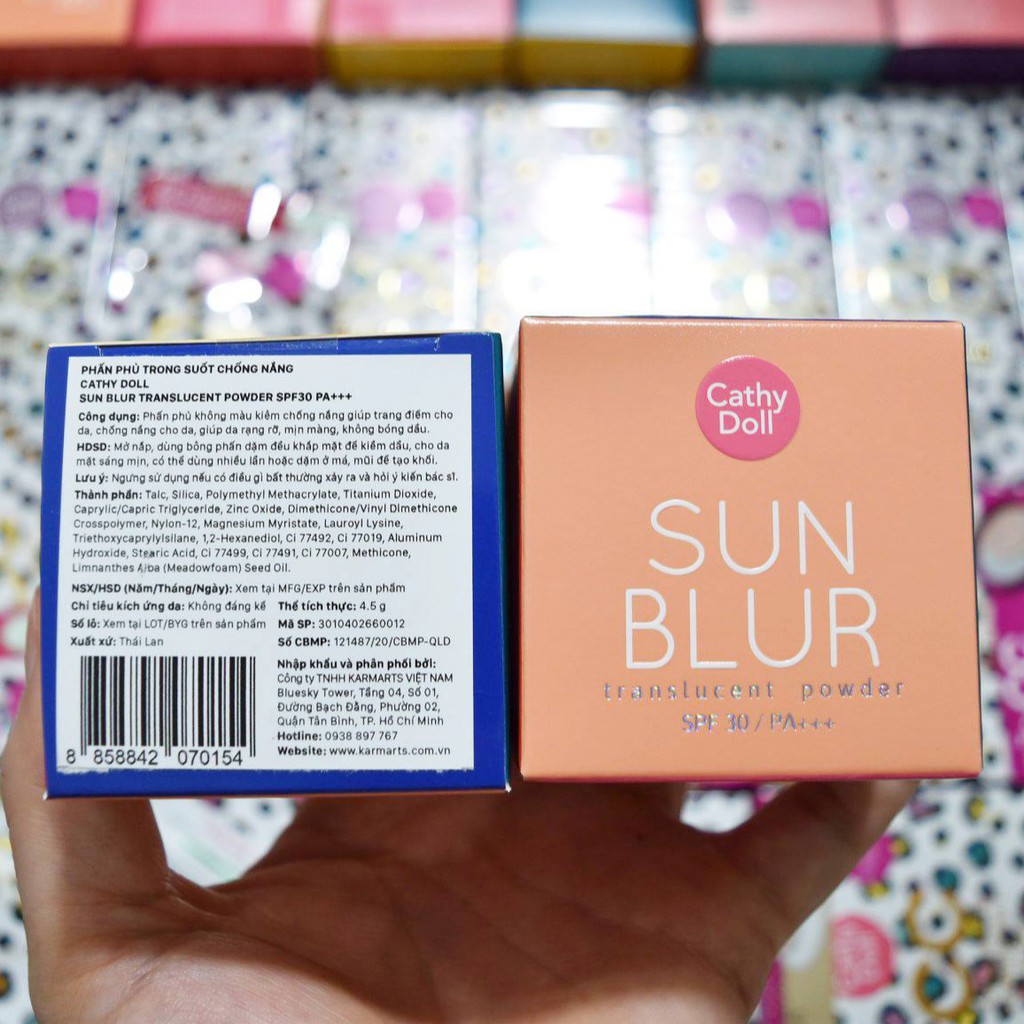 PHẤN PHỦ TRONG SUỐT CHỐNG NẮNG
CATHY DOLL
SUN BLUR TRANSLUCENT POWDER SPF30 PA+++
Công dụng: Phấn phủ không màu kiêm chống nắng giúp trang điểm cho
da, chống nắng cho da, giúp da rạng rỡ, mịn màng, không bóng dầu.
HDSD: Mở nắp, dùng bông phấn dặm đều khắp mặt để kiềm dầu, cho da
mặt sáng mịn, có thể dùng nhiều lần hoặc dặm ở má, mũi để tạo khối.
Lưu ý: Ngưng sử dụng nếu có điều gì bất thường xảy ra và hỏi ý kiến bác sĩ.
Thành phần: Talc, Silica, Polymethyl Methacrylate, Titanium Dioxide,
Caprylic/Capric Triglyceride, Zinc Oxide, Dimethicone/Vinyl Dimethicone
Crosspolymer, Nylon-12, Magnesium Myristate, Lauroyl Lysine,
Triethoxycaprylylsilane, 1,2-Hexanediol, Ci 77492, Ci 77019, Aluminum
Hydroxide, Stearic Acid, Ci 77499, Ci 77491, Ci 77007, Methicone,
Limnanthes Alba (Meadowfoam) Seed Oil.
NSX/HSD (Năm/Tháng/Ngày): Xem tại MFG/EXP trên sản phẩm
Chỉ tiêu kích ứng da: Không đáng kể Thể tích thực: 4.5 g
Số lô: Xem tại LOT/BYG trên sản phẩm Mã SP: 3010402660012
Xuất xứ: Thái Lan Số CBMP: 121487/20/CBMP-QLD
Nhập khẩu và phân phối bởi:
Công ty TNHH KARMARTS VIỆT NAM
Bluesky Tower, Tầng 04, Số 01,
Đường Bạch Đằng, Phường 02,
Quận Tân Bình, TP. Hồ Chí Minh
Hotline: 0938 897 767
Website: www.karmarts.com.vn
8 858842 070154
Cathy
Doll
SUN
BLUR
translucent powder
SPF 30 / PA+++